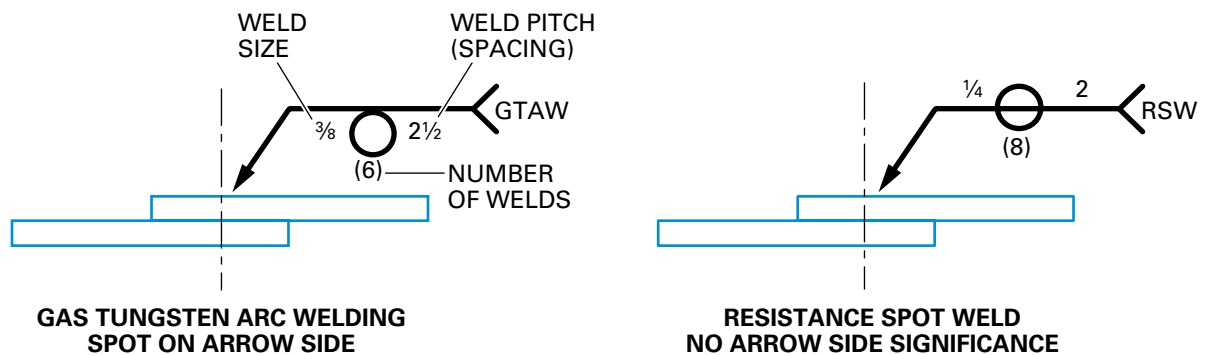 WELD
SIZE
WELD PITCH
(SPACING)
⅜
2½
GTAW
(6)
NUMBER
OF WELDS
GAS TUNGSTEN ARC WELDING
SPOT ON ARROW SIDE
¼
2
RSW
(8)
RESISTANCE SPOT WELD
NO ARROW SIDE SIGNIFICANCE